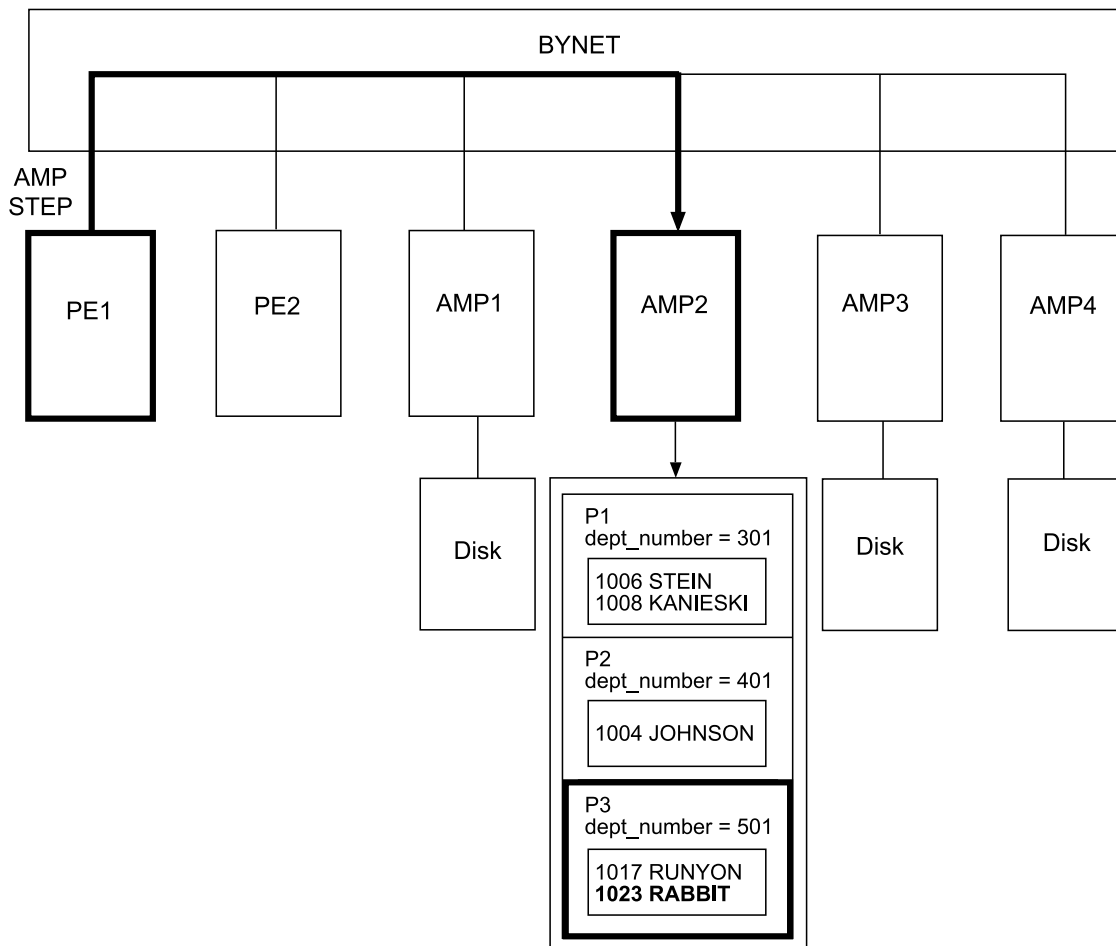 BYNET
AMP
STEP
PE1
PE2
AMP1
AMP2
AMP3
AMP4
Disk
P1
dept_number = 301
1006 STEIN
1008 KANIESKI
P2
dept_number = 401
1004 JOHNSON
P3
dept_number = 501
1017 RUNYON
1023 RABBIT
Disk
Disk